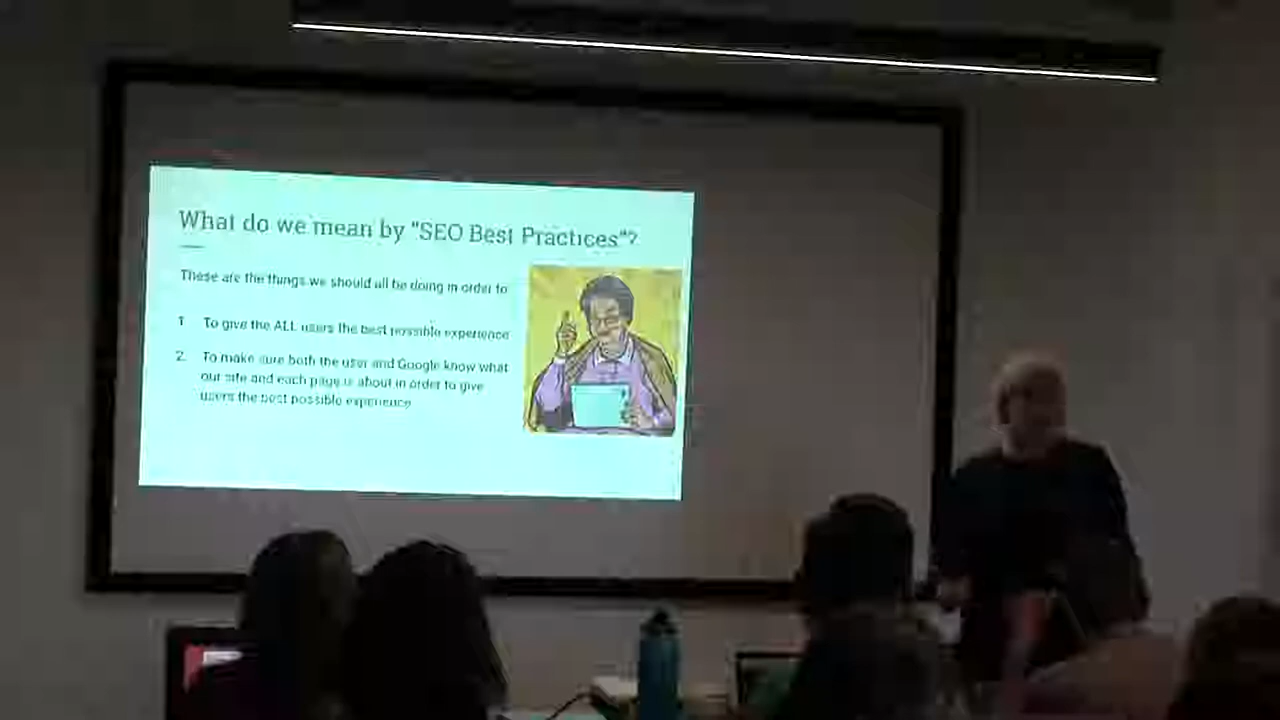 What do we mean by "SEO Best Practices"?
These are the things we should all be doing in order to
1 To give the ALL users the best possible experience
2. To make sure both the user and Google know what
our site and each page is about in order to give
users the best possible experience